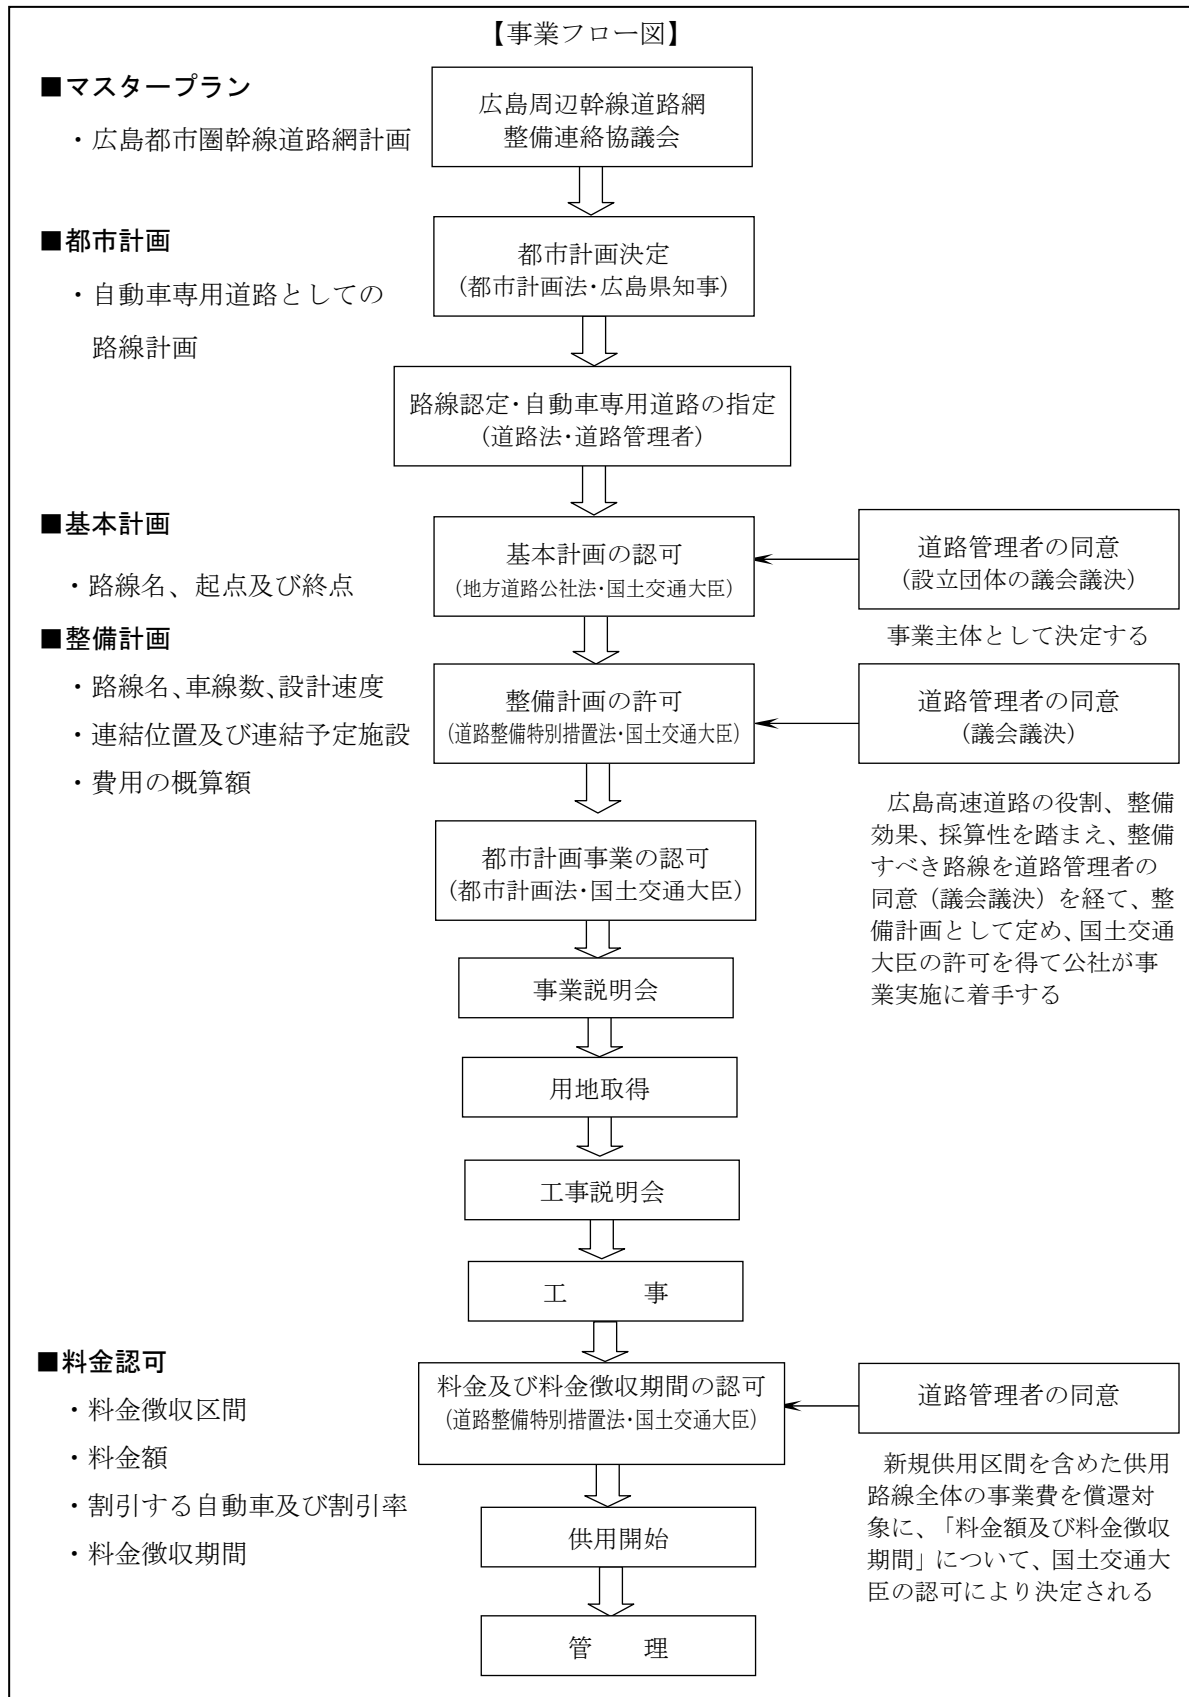 【事業フロー図】
■マスタープラン
・広島都市圏幹線道路網計画
広島周辺幹線道路網
整備連絡協議会
■都市計画
・自動車専用道路としての
路線計画
都市計画決定
(都市計画法・広島県知事)
路線認定・自動車専用道路の指定
(道路法・道路管理者)
■基本計画
・路線名、起点及び終点
基本計画の認可
(地方道路公社法・国土交通大臣)
道路管理者の同意
(設立団体の議会議決)
事業主体として決定する
■整備計画
・路線名、車線数、設計速度
・連結位置及び連結予定施設
・費用の概算額
整備計画の許可
(道路整備特別措置法・国土交通大臣)
道路管理者の同意
(議会議決)
広島高速道路の役割、整備
効果、採算性を踏まえ、整備
すべき路線を道路管理者の
同意（議会議決）を経て、整
備計画として定め、国土交通
大臣の許可を得て公社が事
業実施に着手する
都市計画事業の認可
(都市計画法・国土交通大臣)
事業説明会
用地取得
工事説明会
工　　　事
■料金認可
・料金徴収区間
・料金額
・割引する自動車及び割引率
・料金徴収期間
料金及び料金徴収期間の認可
(道路整備特別措置法・国土交通大臣)
道路管理者の同意
新規供用区間を含めた供用
路線全体の事業費を償還対
象に、「料金額及び料金徴収
期間」について、国土交通大
臣の認可により決定される
供用開始
管　　理